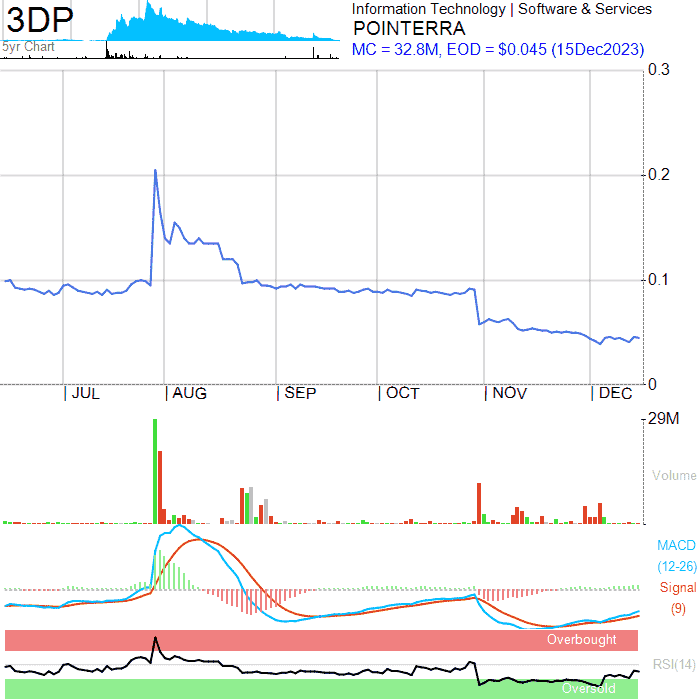 3DP
5yr Chart
Information Technology | Software & Services
POINTERRA
MC = 32.8M, EOD = $0.045 (15Dec2023)
0.3
0.2
0.1
0
| JUL | AUG | SEP | OCT | NOV | DEC
29M
Volume
MACD
(12-26)
Signal
(9)
Overbought
RSI(14)
Oversold